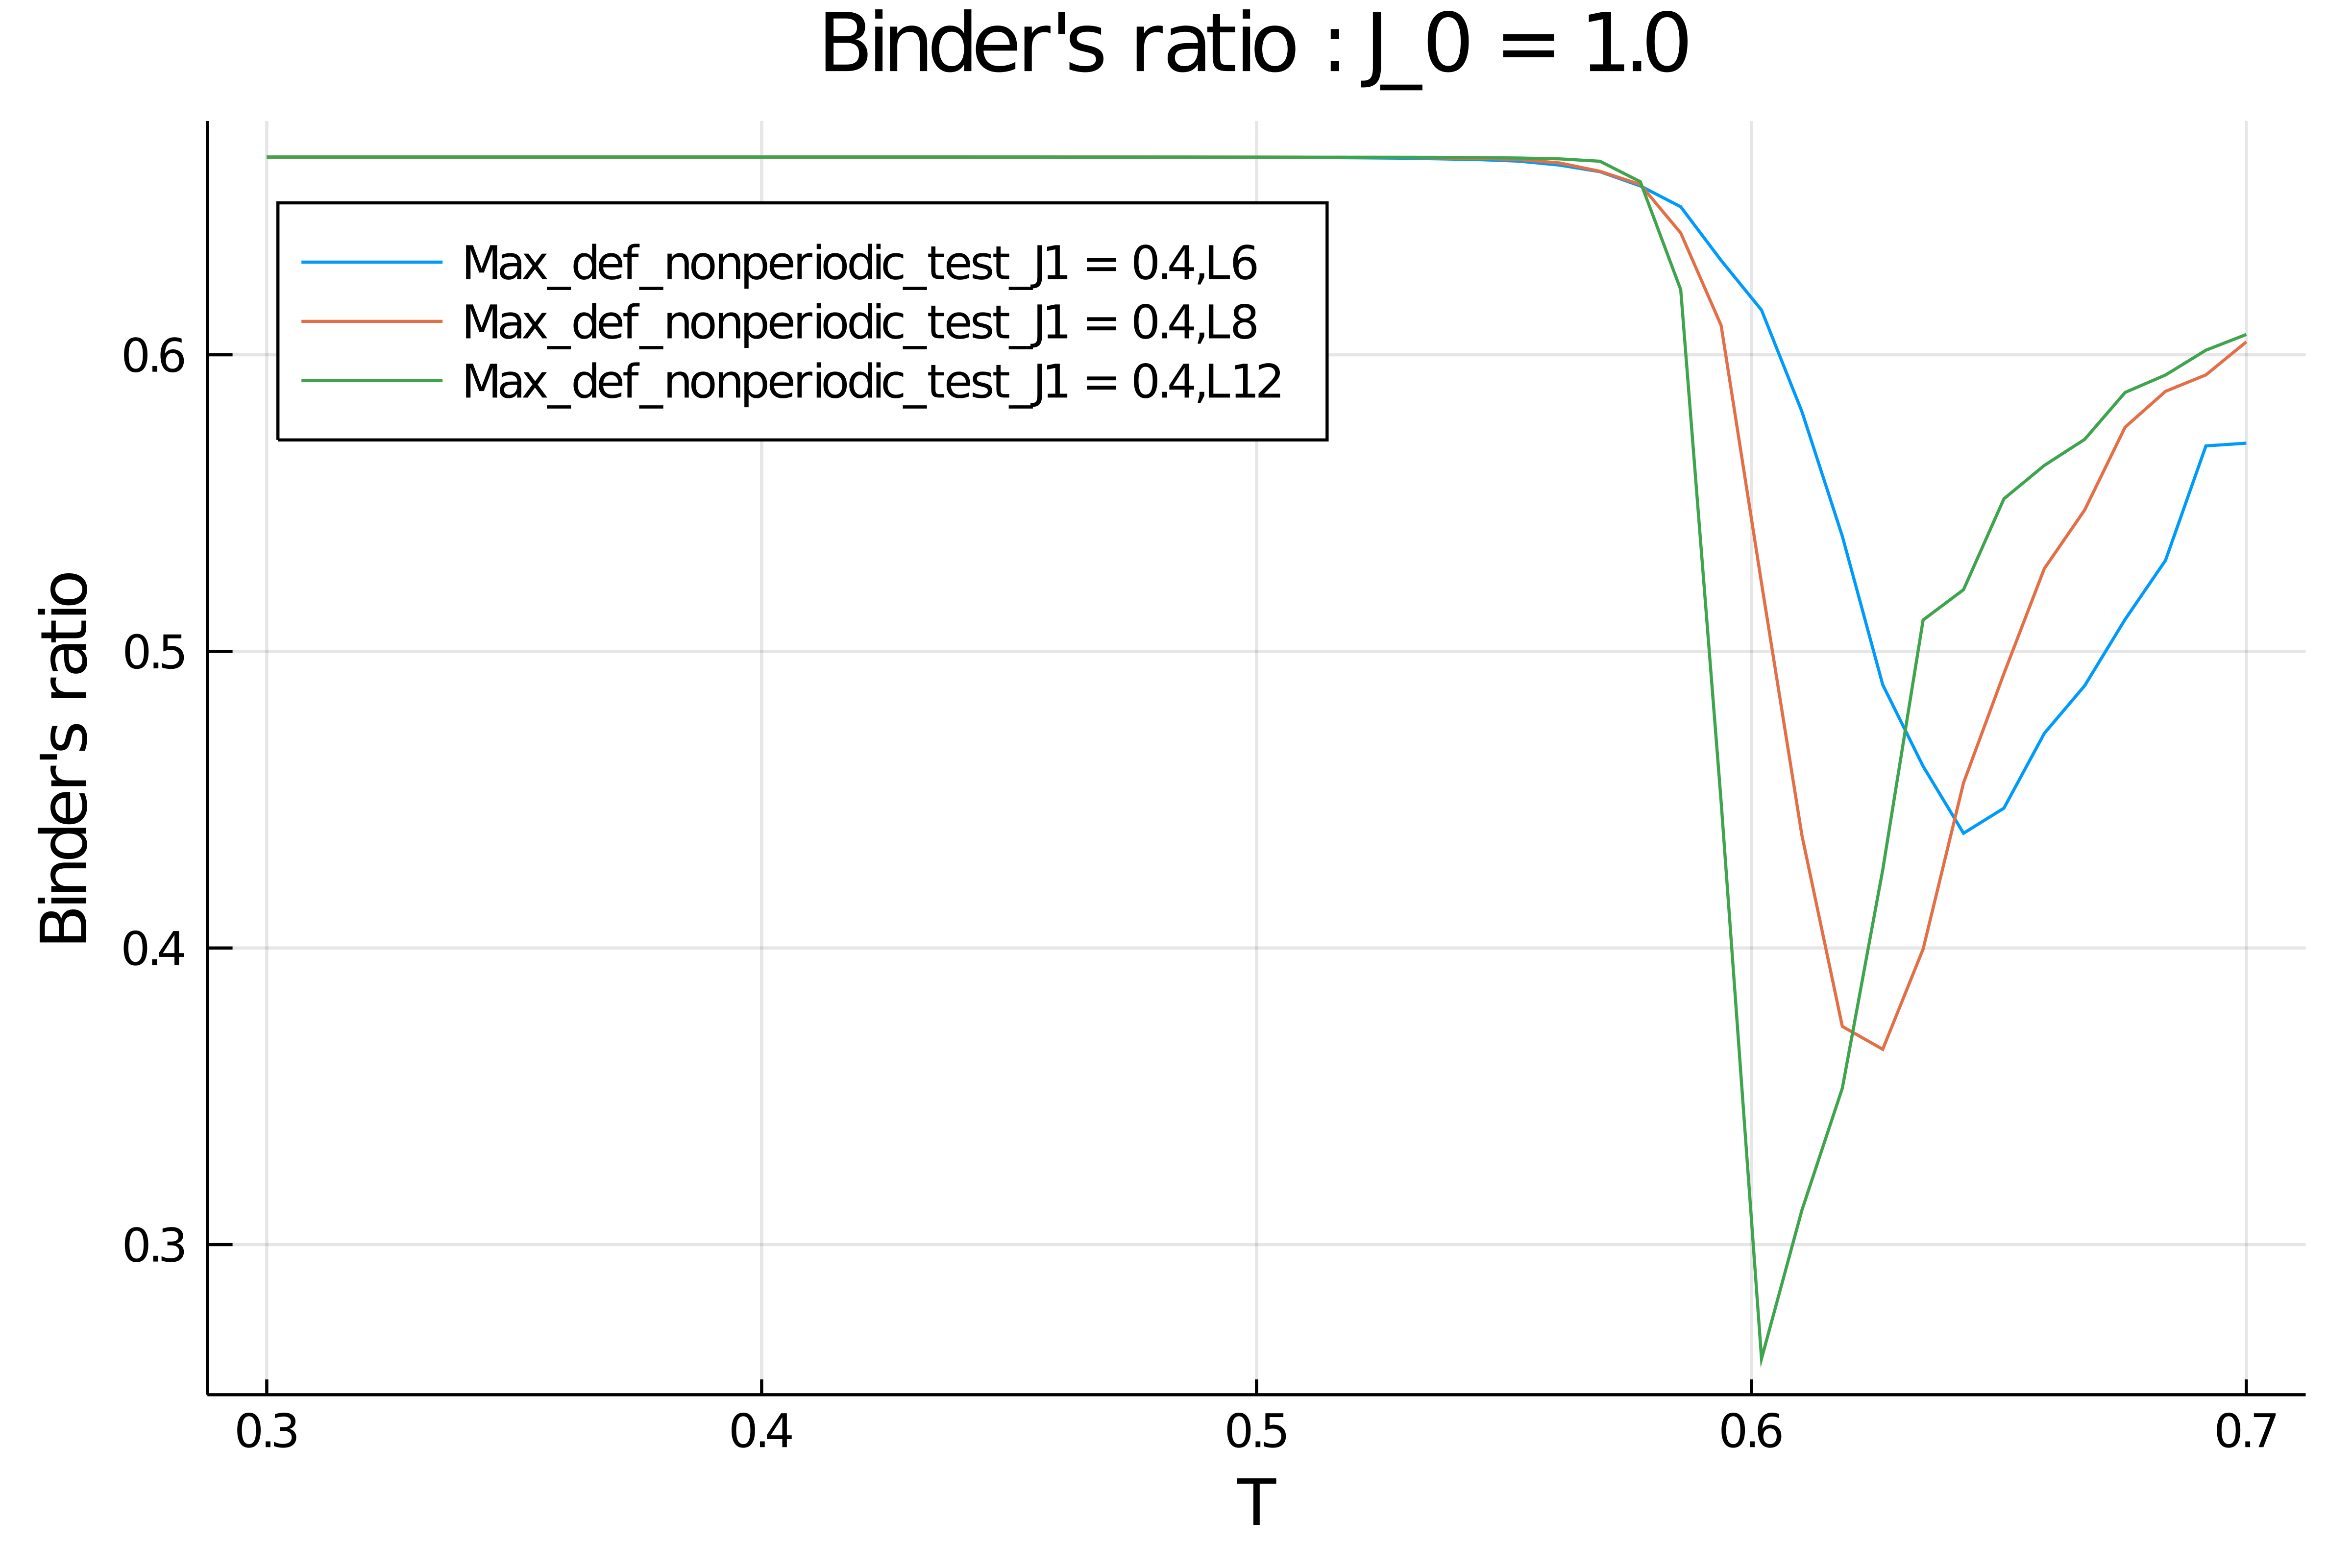 Binder's ratio : J_0 = 1.0
Max_def_nonperiodic_test_J1 = 0.4,L6
Max_def_nonperiodic_test_J1 = 0.4,L8
Max_def_nonperiodic_test_J1 = 0.4,L12
Binder's ratio
0.6
0.5
0.4
0.3
0.3 0.4 0.5 0.6 0.7
T